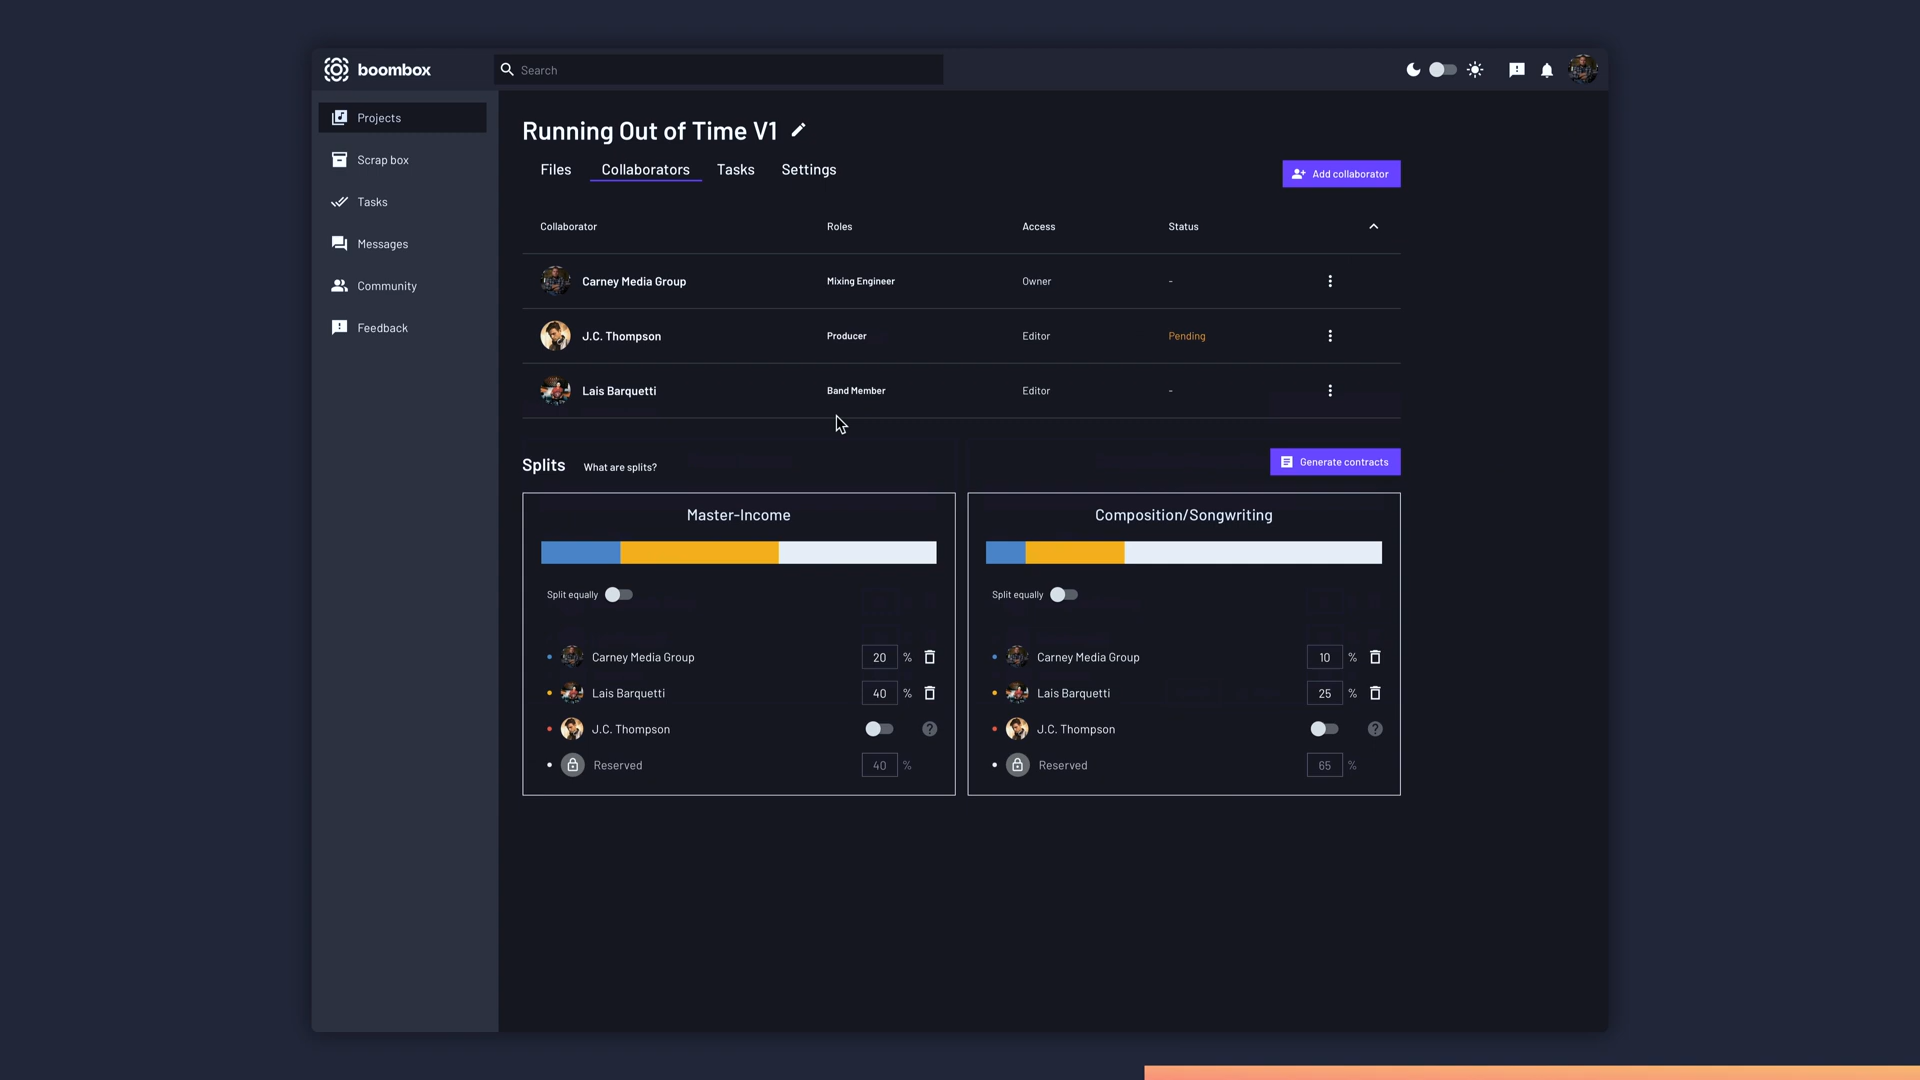 boombox
Search
Projects
Scrap box
Tasks
Messages
Community
Feedback
Running Out of Time V1
Files Collaborators Tasks Settings
Add collaborator
Collaborator Roles Access Status
Carney Media Group Mixing Engineer Owner -
J.C. Thompson Producer Editor Pending
Lais Barquetti Band Member Editor -
Splits What are splits?
Generate contracts
Master-Income
Split equally
Carney Media Group 20 %
Lais Barquetti 40 %
J.C. Thompson ?
Reserved 40 %
Composition/Songwriting
Split equally
Carney Media Group 10 %
Lais Barquetti 25 %
J.C. Thompson ?
Reserved 65 %